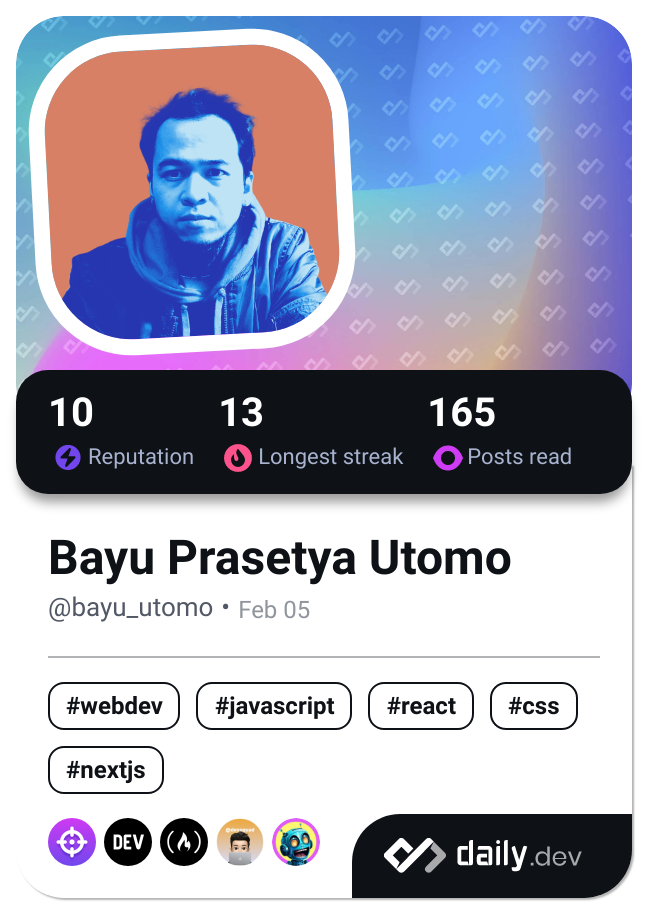 10 13 165
Reputation Longest streak Posts read
Bayu Prasetya Utomo
@bayu_utomo • Feb 05
#webdev #javascript #react #css
#nextjs
DEV
daily.dev